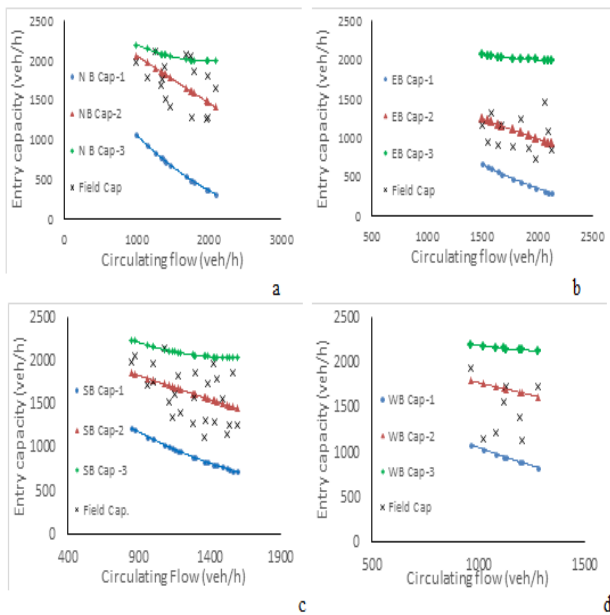 Entry capacity (veh/h)
2500
2000
1500
1000
500
0
N B Cap-1
NB Cap-2
N B Cap-3
Field Cap
0 1000 2000 3000
Circulating flow (veh/h)
a
Entry capacity (veh/h)
2500
2000
1500
1000
500
0
EB Cap-1
EB Cap-2
EB Cap-3
Field Cap
500 1000 1500 2000 2500
Circulating flow (veh/h)
b
Entry capacity (veh/h)
2500
2000
1500
1000
500
0
SB Cap-1
SB Cap-2
SB Cap -3
Field Cap.
400 900 1400 1900
Circulating Flow (veh/h)
c
Entry capacity (veh/h)
2500
2000
1500
1000
500
0
WB Cap-1
WB Cap-2
WB Cap-3
Field Cap
500 1000 1500
Circulating Flow (veh/h)
d